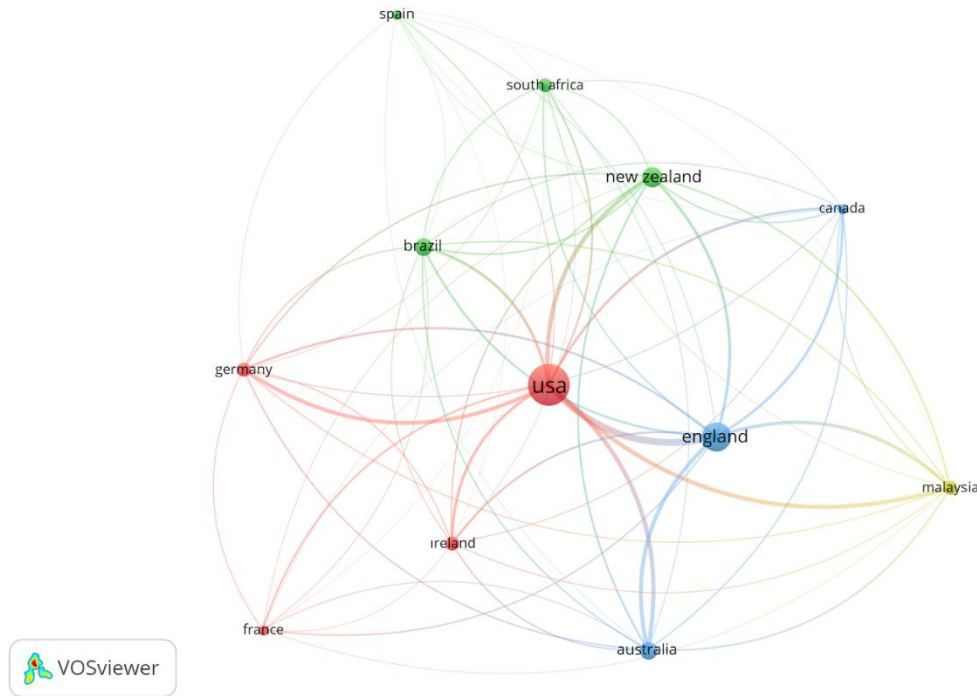 spain
south africa
new zealand
canada
brazil
germany
usa
england
malaysia
ireland
france
australia
VOSviewer